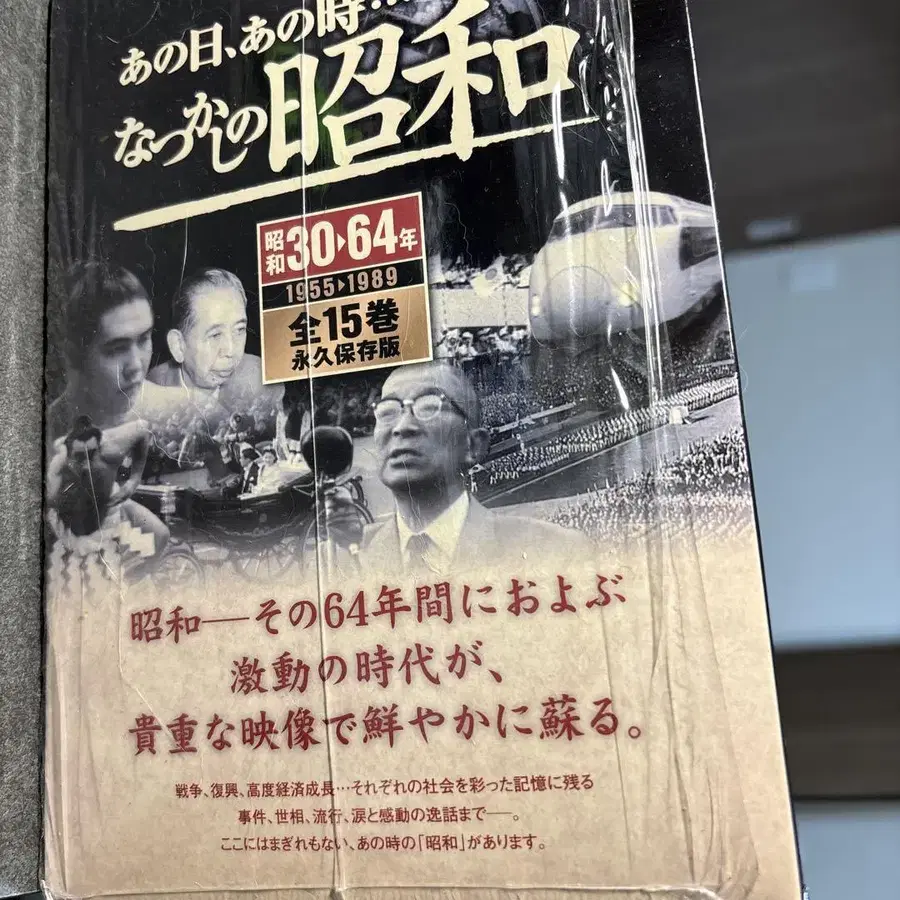 あの日、あの時…
なつかしの昭和
昭和30▶64年
1955▶1989
全15巻
永久保存版
昭和──その64年間におよぶ
激動の時代が、
貴重な映像で鮮やかに蘇る。
戦争、復興、高度経済成長…それぞれの社会を彩った記憶に残る
事件、世相、流行、涙と感動の逸話まで──。
ここにはまぎれもない、あの時の「昭和」があります。